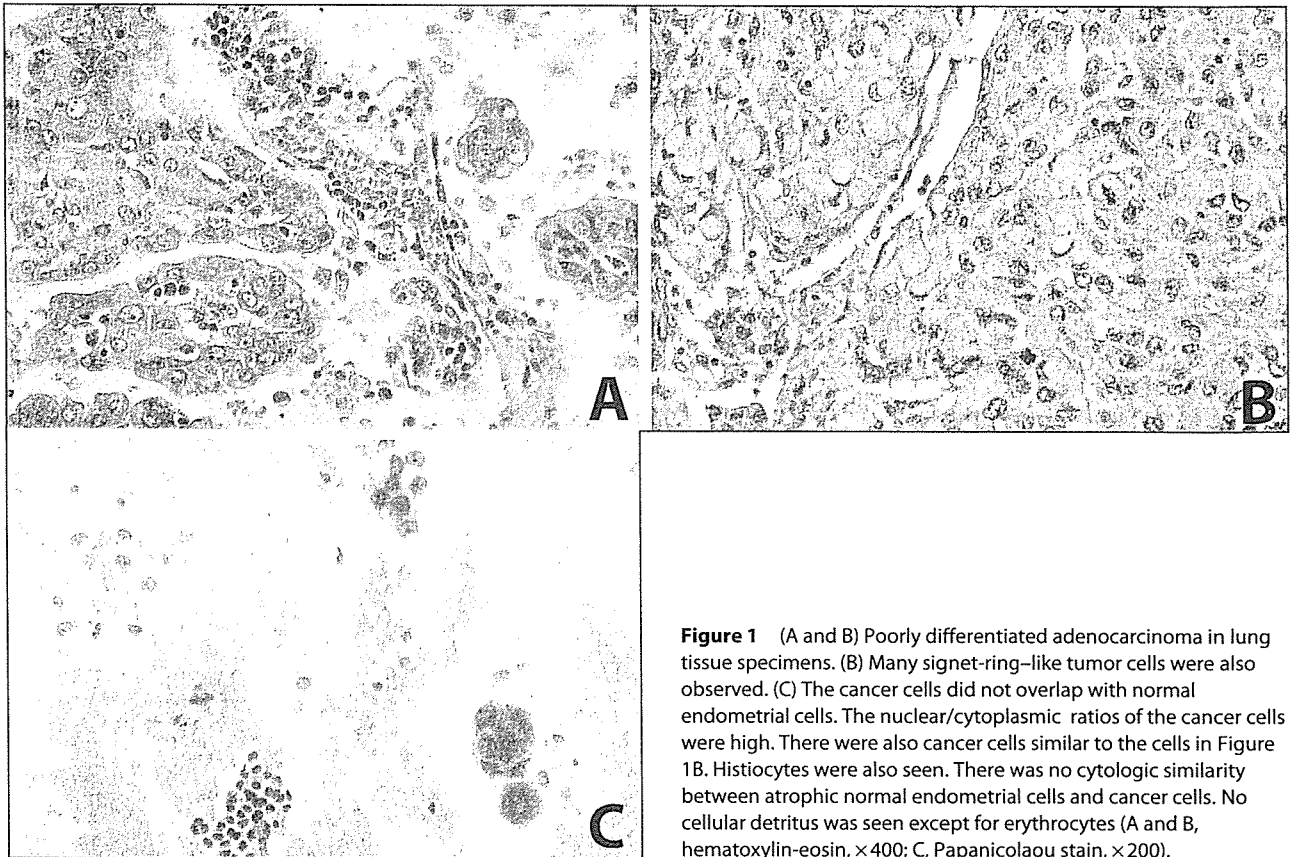 A
B
C
Figure 1 (A and B) Poorly differentiated adenocarcinoma in lung
tissue specimens. (B) Many signet-ring–like tumor cells were also
observed. (C) The cancer cells did not overlap with normal
endometrial cells. The nuclear/cytoplasmic ratios of the cancer cells
were high. There were also cancer cells similar to the cells in Figure
1B. Histiocytes were also seen. There was no cytologic similarity
between atrophic normal endometrial cells and cancer cells. No
cellular detritus was seen except for erythrocytes (A and B,
hematoxylin-eosin, ×400; C, Papanicolaou stain, ×200).